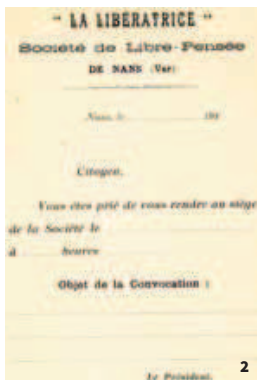 " LA LIBÉRATRICE "
Société de Libre-Pensée
DE NANS (Var)
Nans, le 190
Citoyen,
Vous êtes prié de vous rendre au siège
de la Société le
à heures
Objet de la Convocation :
Le Président,
2